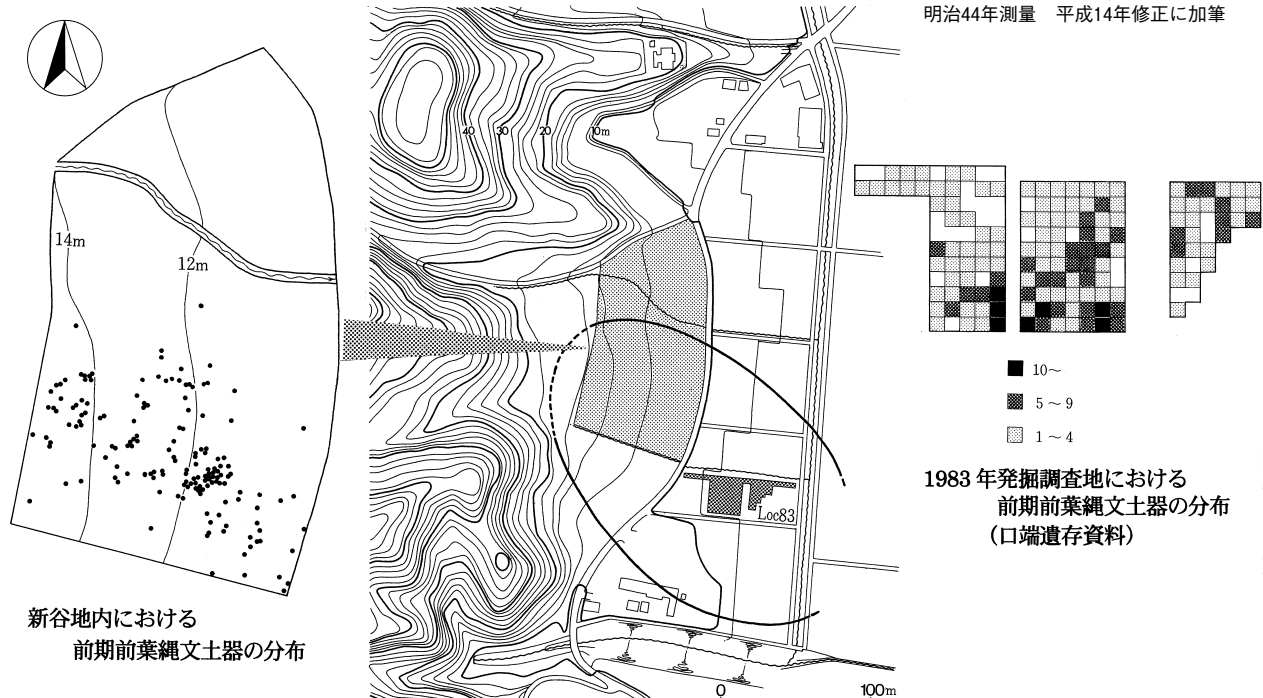 明治44年測量　平成14年修正に加筆
40
30
20
10m
14m
12m
Loc83
10～
5～9
1～4
1983年発掘調査地における
前期前葉縄文土器の分布
（口端遺存資料）
新谷地内における
前期前葉縄文土器の分布
0
100m